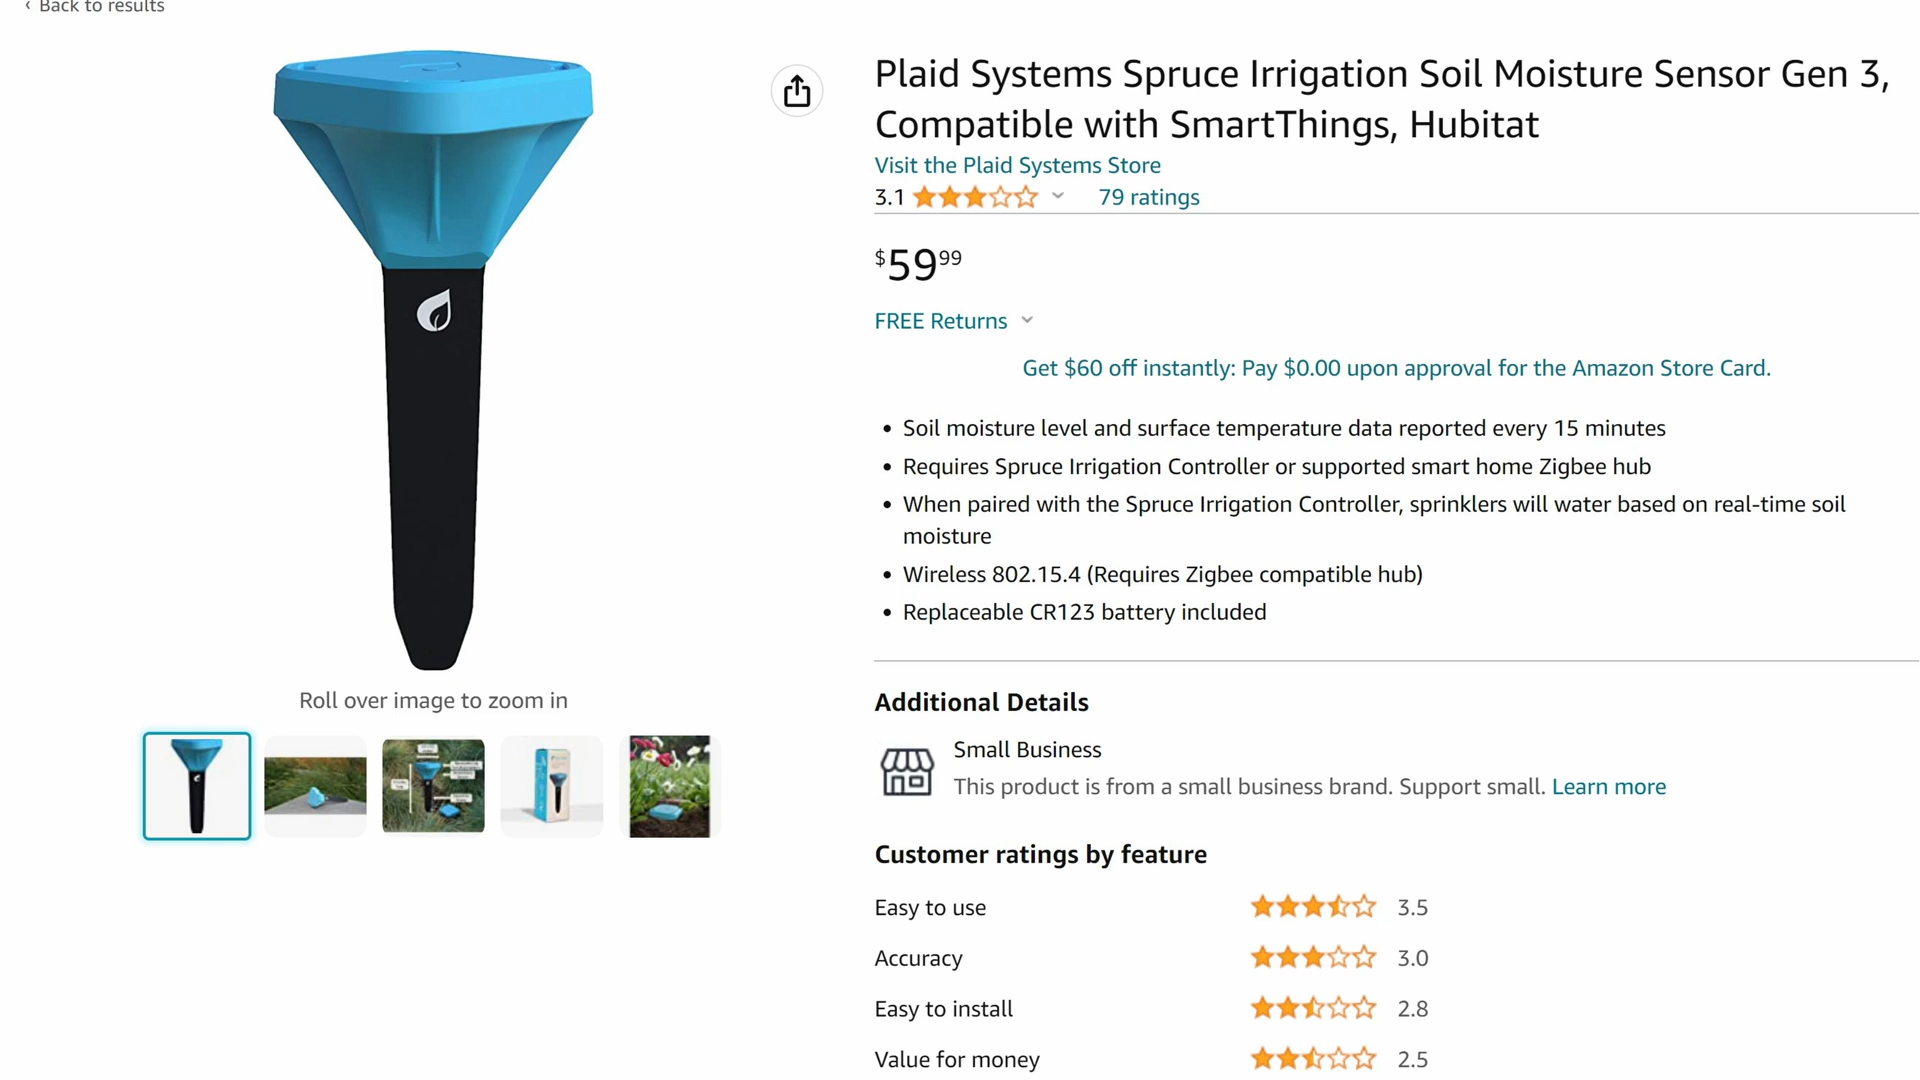 ‹ Back to results
Plaid Systems Spruce Irrigation Soil Moisture Sensor Gen 3,
Compatible with SmartThings, Hubitat
Visit the Plaid Systems Store
3.1 79 ratings
$59 99
FREE Returns
Get $60 off instantly: Pay $0.00 upon approval for the Amazon Store Card.
• Soil moisture level and surface temperature data reported every 15 minutes
• Requires Spruce Irrigation Controller or supported smart home Zigbee hub
• When paired with the Spruce Irrigation Controller, sprinklers will water based on real-time soil
moisture
• Wireless 802.15.4 (Requires Zigbee compatible hub)
• Replaceable CR123 battery included
Roll over image to zoom in
Additional Details
Small Business
This product is from a small business brand. Support small. Learn more
Customer ratings by feature
Easy to use 3.5
Accuracy 3.0
Easy to install 2.8
Value for money 2.5